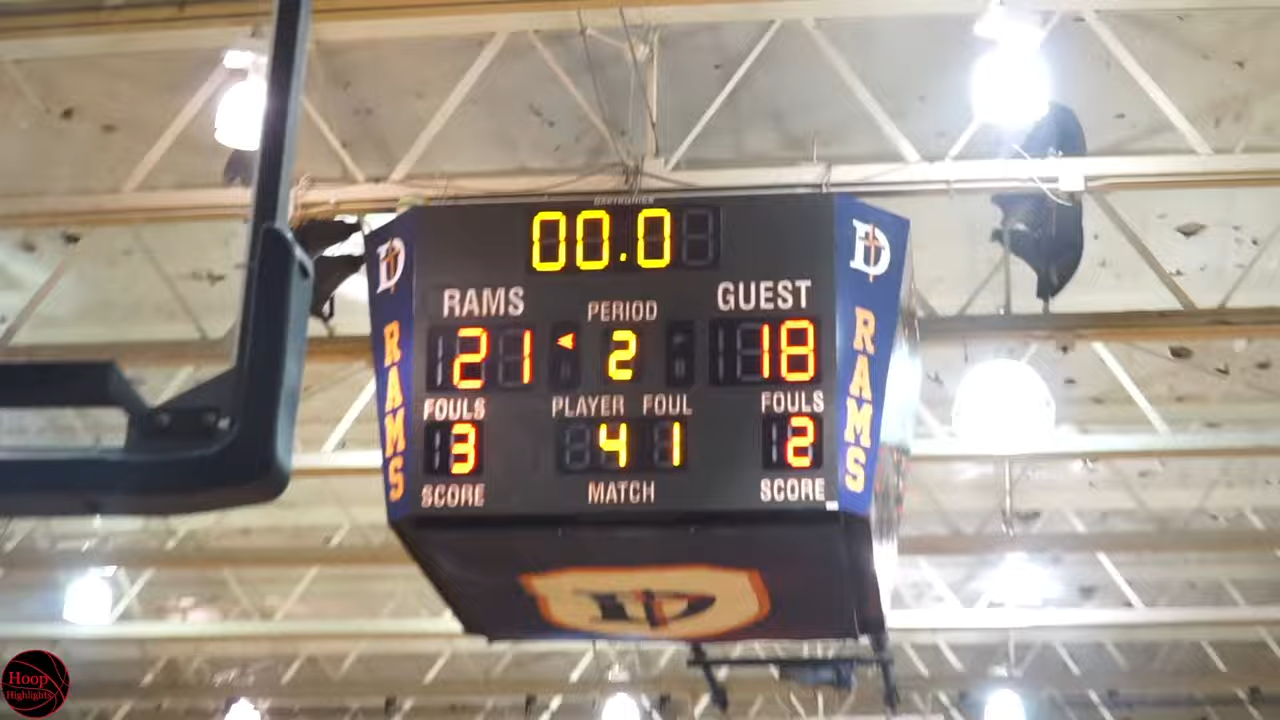 DAKTRONICS
00.0
RAMS
PERIOD
GUEST
21
2
18
FOULS
PLAYER FOUL
FOULS
3
4 1
2
SCORE
MATCH
SCORE
D
RAMS
D
RAMS
D
Hoop
Highlights